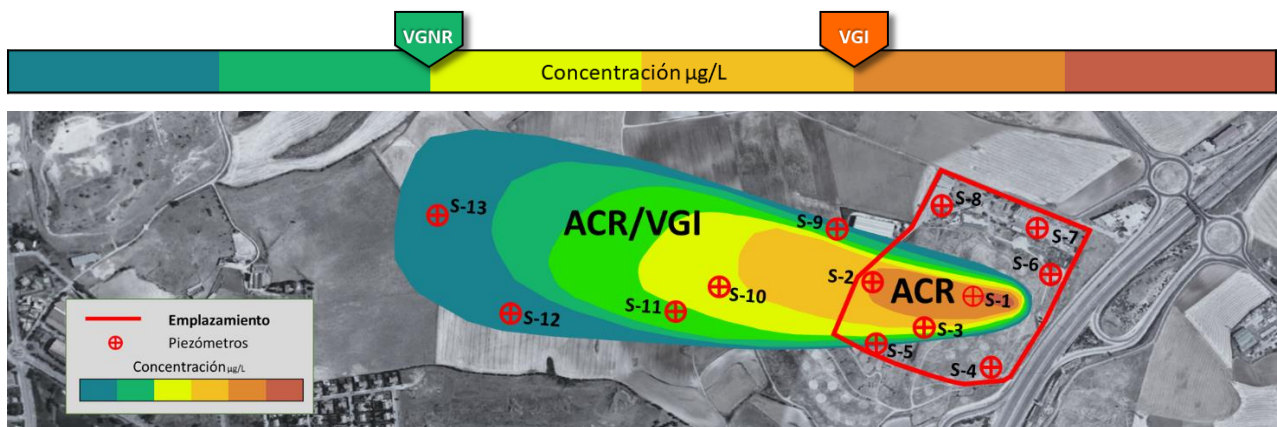 VGNR
VGI
Concentración µg/L
ACR/VGI
ACR
S-13
S-12
S-11
S-10
S-9
S-8
S-7
S-6
S-2
S-1
S-3
S-5
S-4
Emplazamiento
Piezómetros
Concentración µg/L